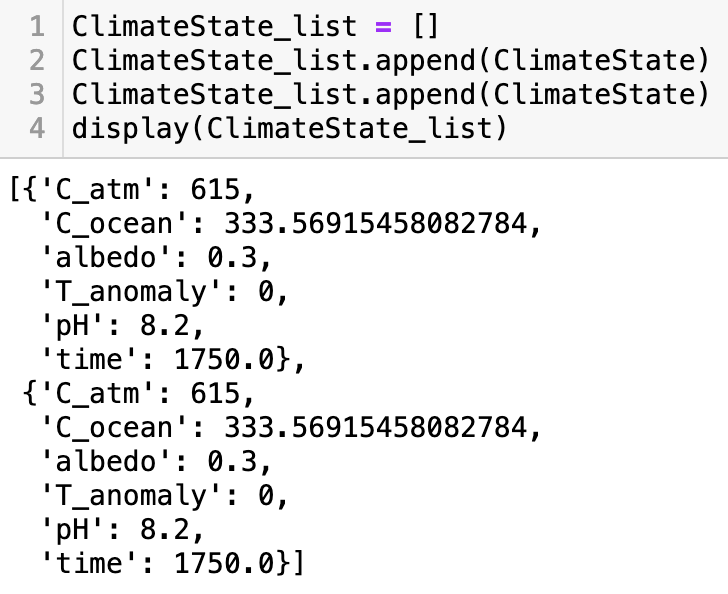 1 ClimateState_list = []
2 ClimateState_list.append(ClimateState)
3 ClimateState_list.append(ClimateState)
4 display(ClimateState_list)
[{'C_atm': 615,
'C_ocean': 333.56915458082784,
'albedo': 0.3,
'T_anomaly': 0,
'pH': 8.2,
'time': 1750.0},
{'C_atm': 615,
'C_ocean': 333.56915458082784,
'albedo': 0.3,
'T_anomaly': 0,
'pH': 8.2,
'time': 1750.0}]